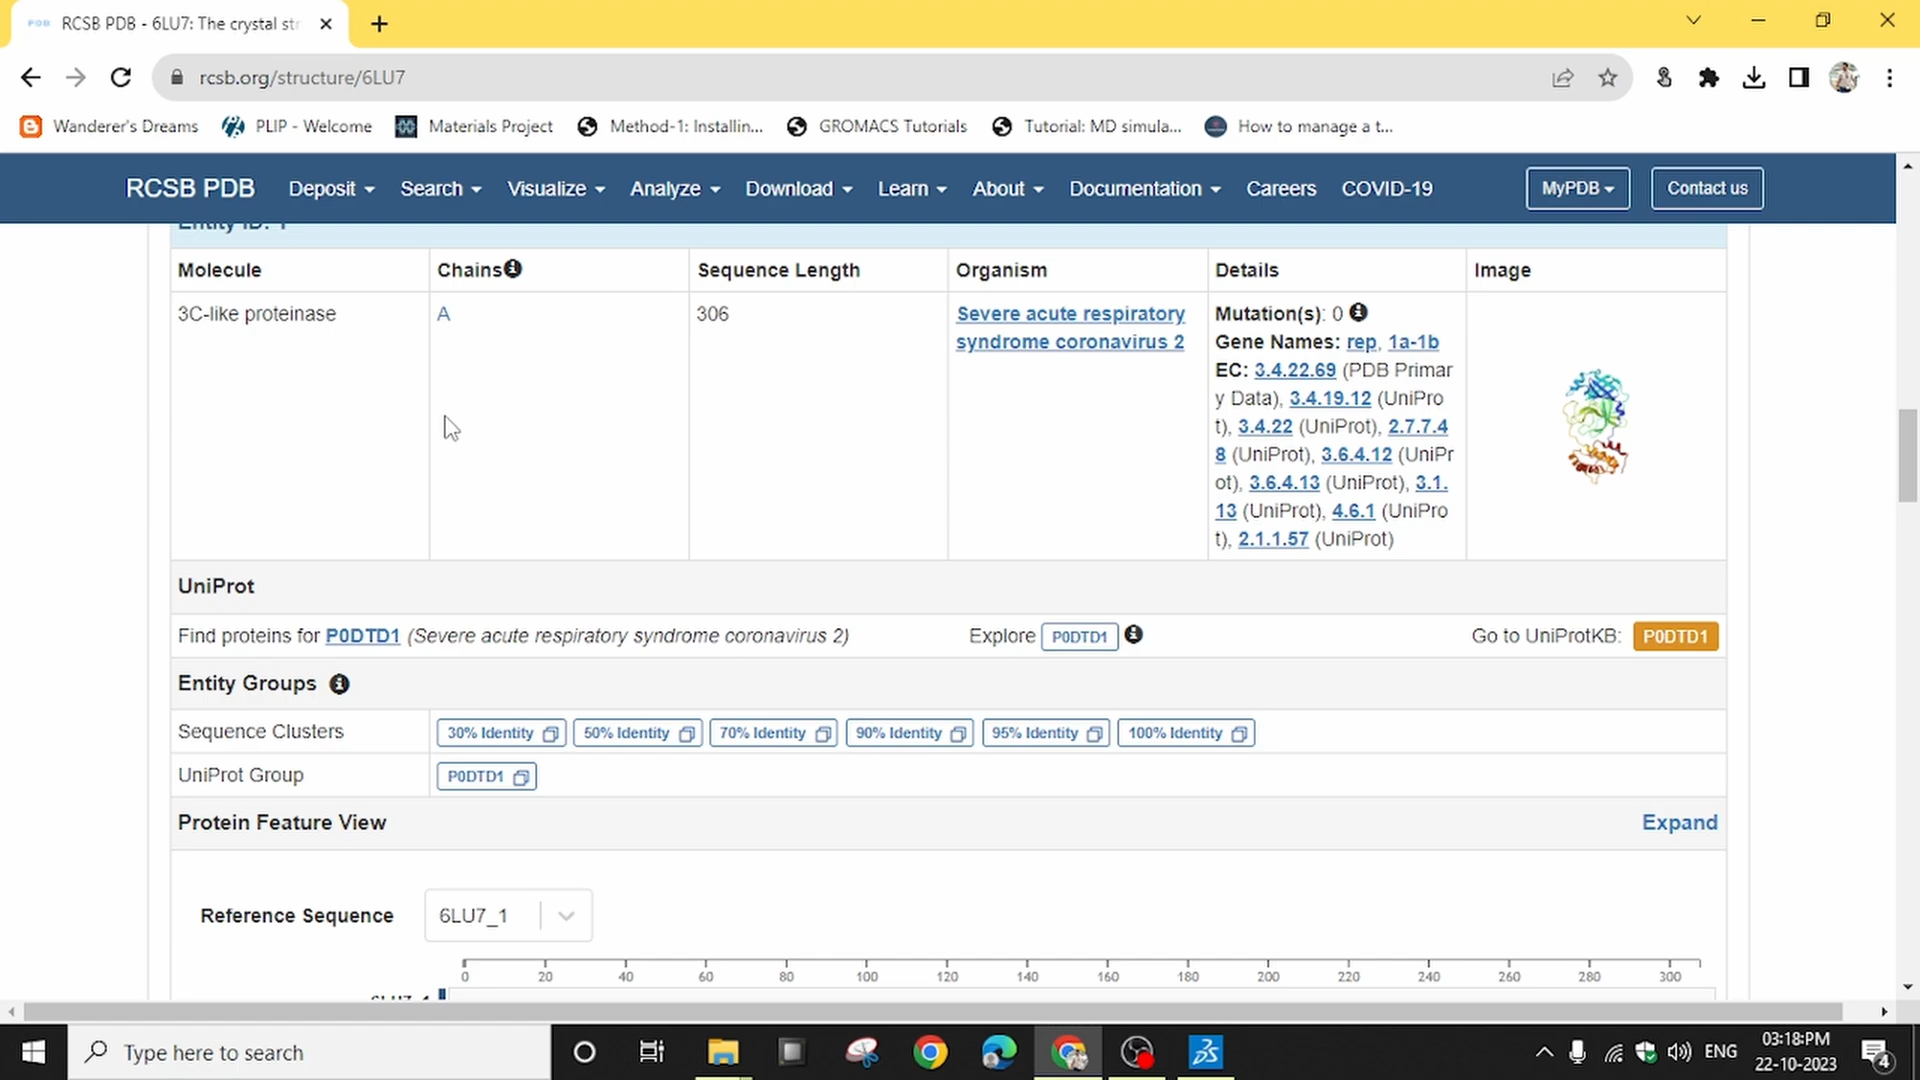 PDB RCSB PDB - 6LU7: The crystal str
rcsb.org/structure/6LU7
Wanderer's Dreams PLIP - Welcome Materials Project Method-1: Installin... GROMACS Tutorials Tutorial: MD simula... How to manage a t...
RCSB PDB Deposit Search Visualize Analyze Download Learn About Documentation Careers COVID-19 MyPDB Contact us
Entity ID: 1
Molecule Chains Sequence Length Organism Details Image
3C-like proteinase A 306 Severe acute respiratory Mutation(s): 0
syndrome coronavirus 2 Gene Names: rep, 1a-1b
EC: 3.4.22.69 (PDB Primar
y Data), 3.4.19.12 (UniPro
t), 3.4.22 (UniProt), 2.7.7.4
8 (UniProt), 3.6.4.12 (UniPr
ot), 3.6.4.13 (UniProt), 3.1.
13 (UniProt), 4.6.1 (UniPro
t), 2.1.1.57 (UniProt)
UniProt
Find proteins for P0DTD1 (Severe acute respiratory syndrome coronavirus 2) Explore P0DTD1 Go to UniProtKB: P0DTD1
Entity Groups
Sequence Clusters 30% Identity 50% Identity 70% Identity 90% Identity 95% Identity 100% Identity
UniProt Group P0DTD1
Protein Feature View Expand
Reference Sequence 6LU7_1
0 20 40 60 80 100 120 140 160 180 200 220 240 260 280 300
6LU7_1
Type here to search ENG 03:18PM
22-10-2023 4